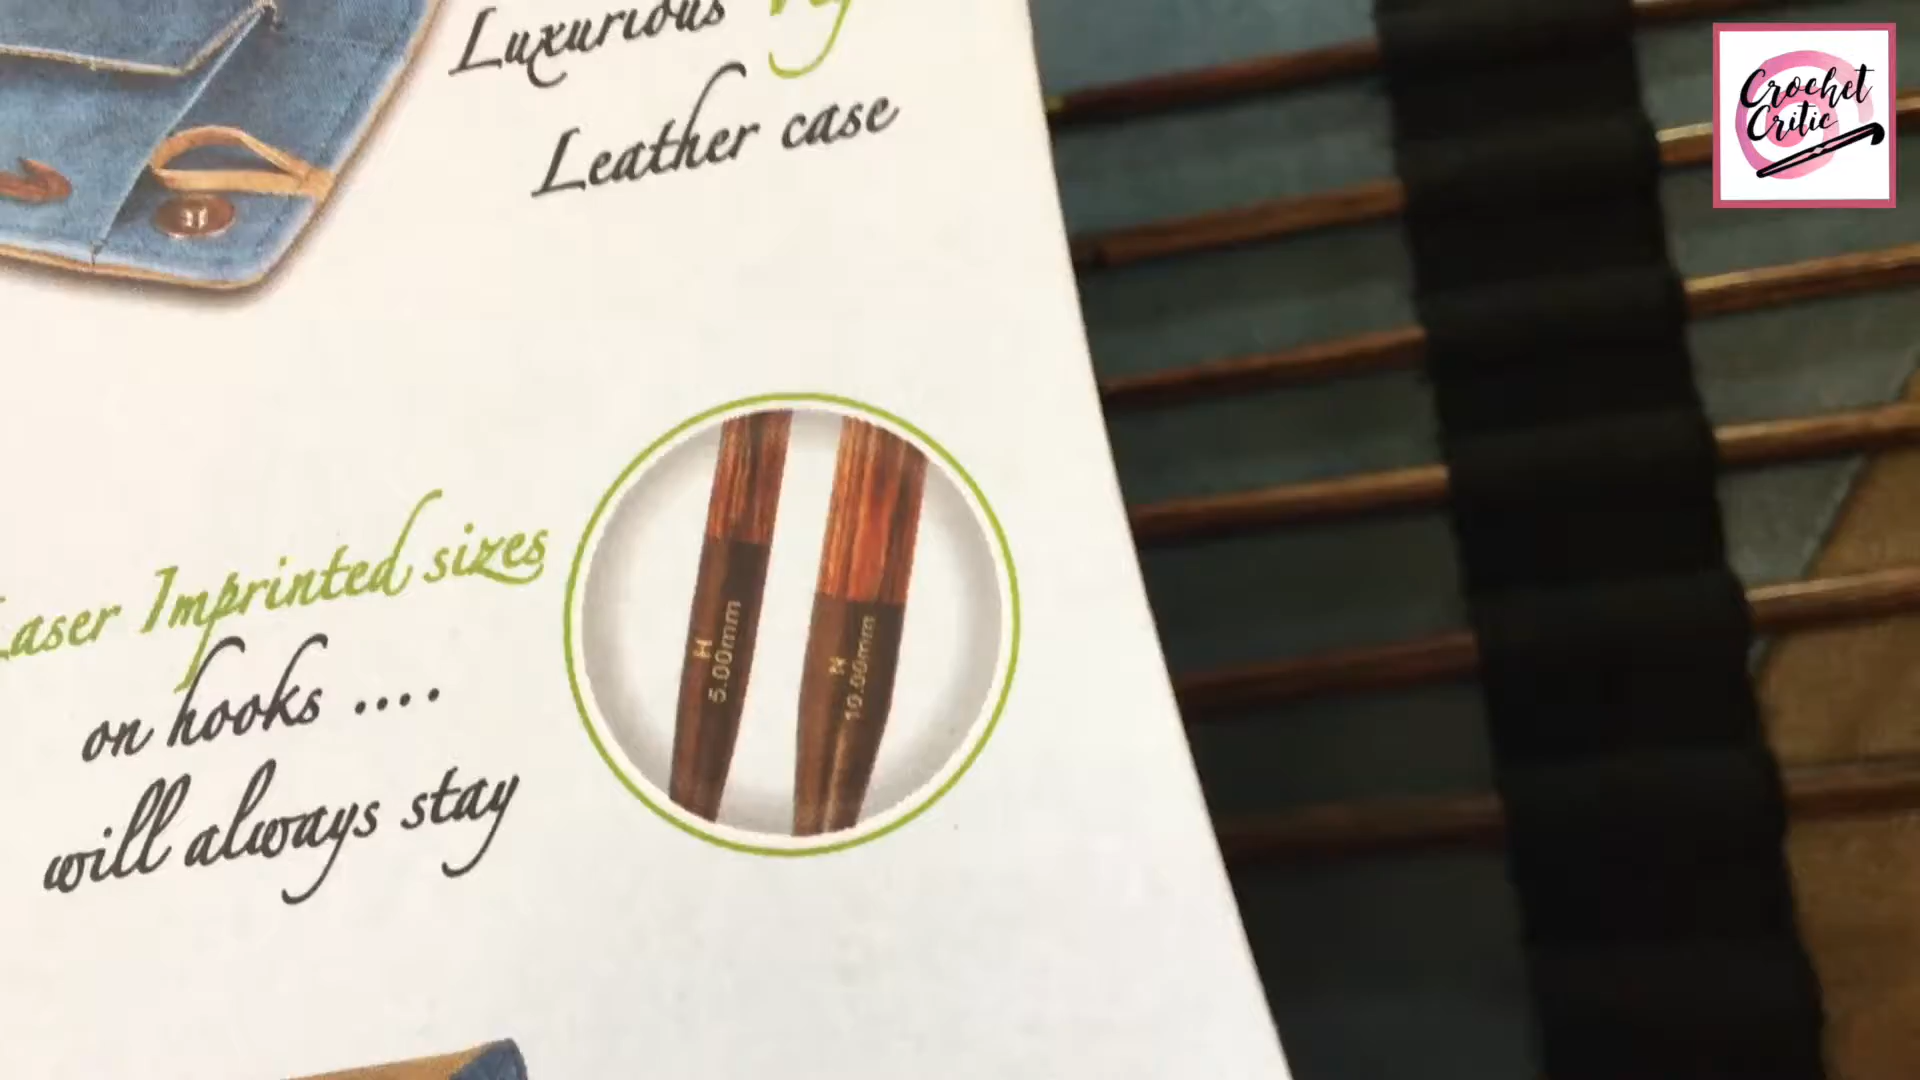 Luxurious
Leather case
Laser Imprinted sizes
on hooks ....
will always stay
H
5.00mm
N
10.00mm
Crochet
Critic